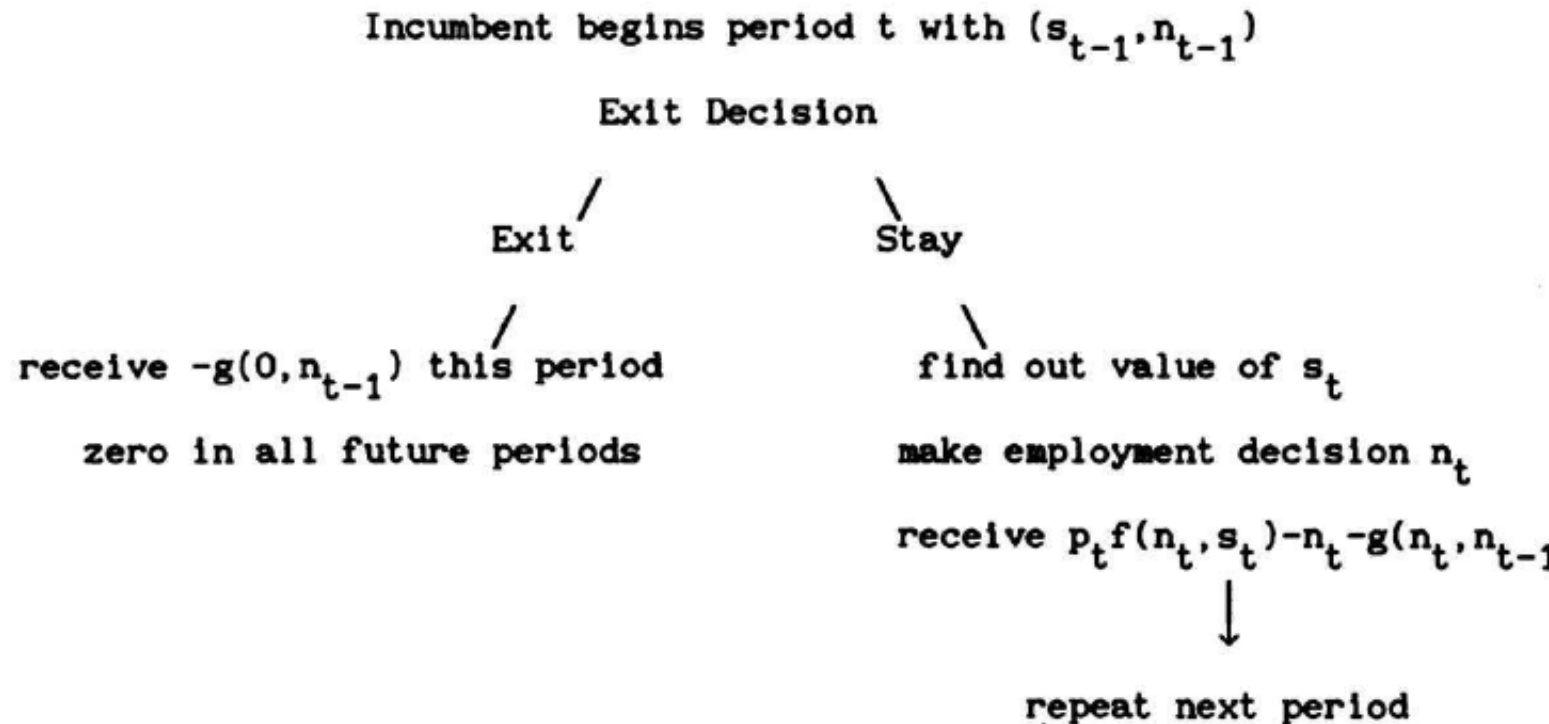 Incumbent begins period t with (s_{t-1},n_{t-1})
Exit Decision
Exit
Stay
receive -g(0,n_{t-1}) this period
zero in all future periods
find out value of s_t
make employment decision n_t
receive p_tf(n_t,s_t)-n_t-g(n_t,n_{t-1}
repeat next period